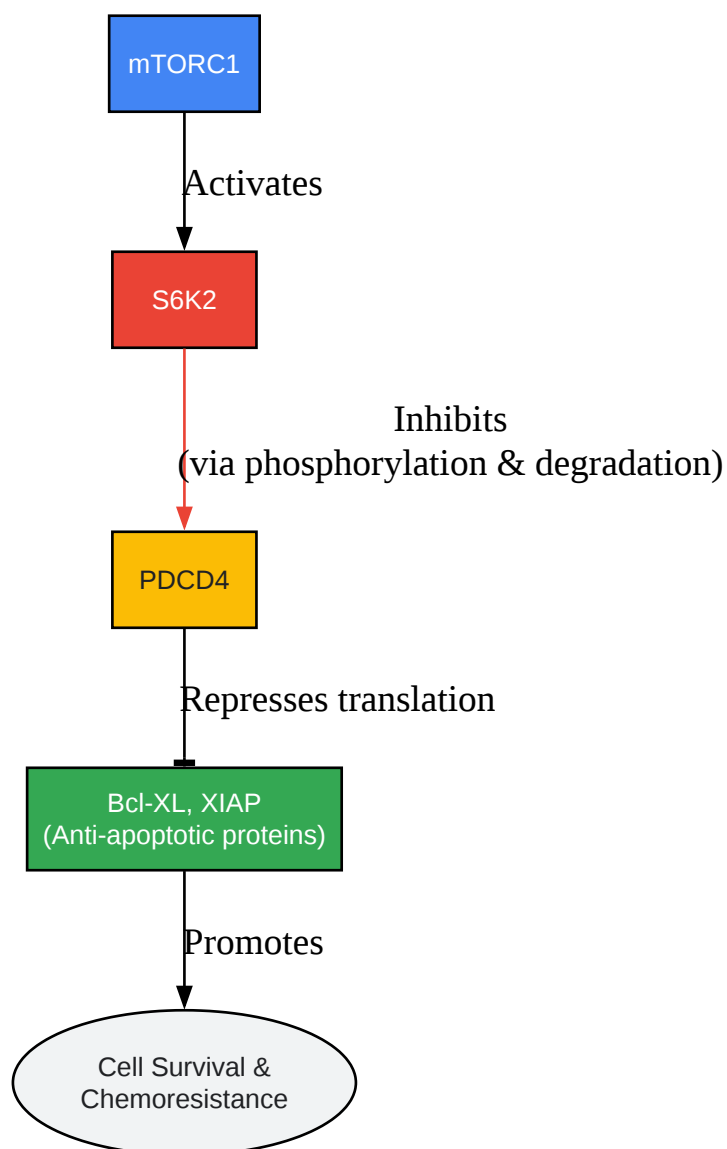 mTORC1
Activates
S6K2
Inhibits
(via phosphorylation & degradation)
PDCD4
Represses translation
Bcl-XL, XIAP
(Anti-apoptotic proteins)
Promotes
Cell Survival &
Chemoresistance